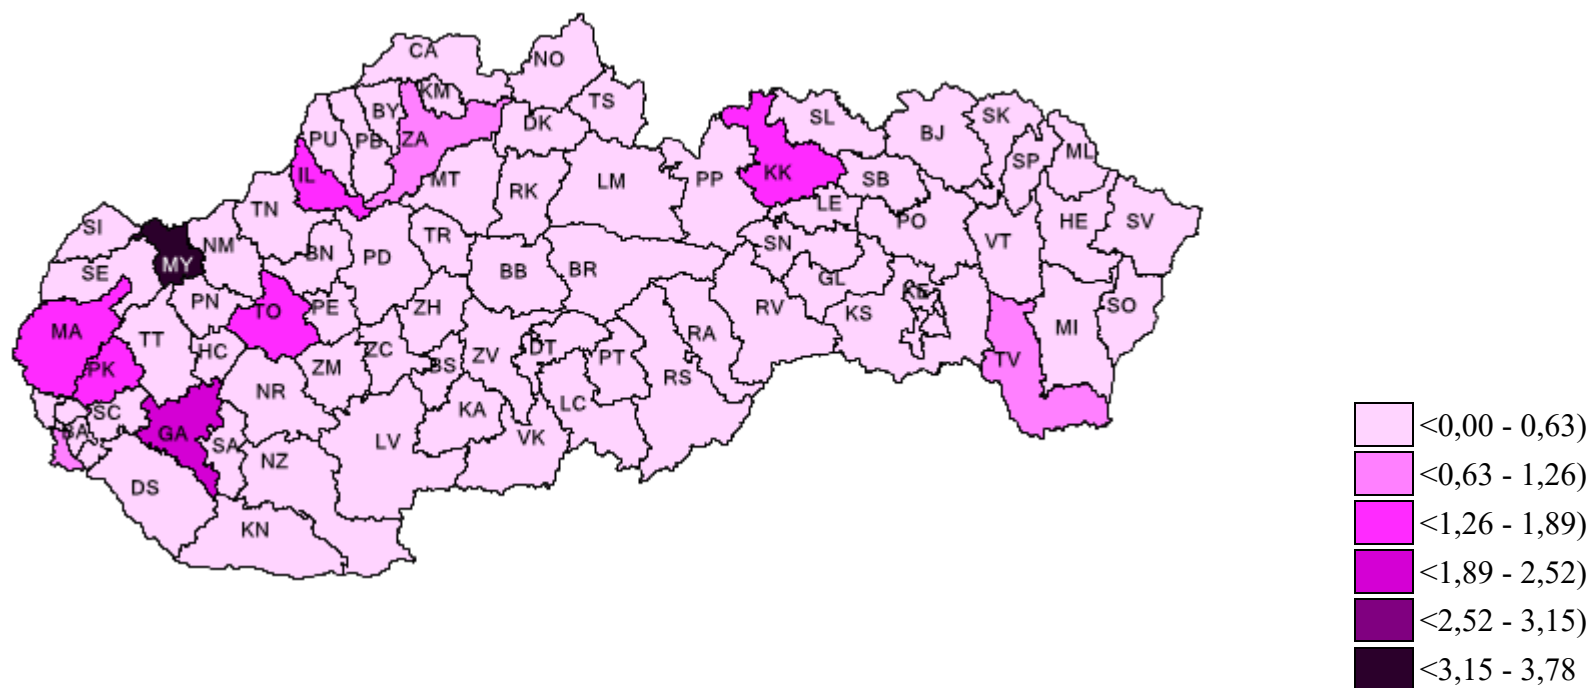 CA
NO
KM
TS
BY
DK
SL
SK
PU
PB
ZA
BJ
ML
SP
IL
MT
RK
LM
PP
KK
SB
LE
TN
SI
NM
TR
PO
HE
SV
VT
SN
MY
BN
PD
BB
BR
SE
GL
PN
TO
PE
ZH
RV
KS
KE
SO
MI
MA
TT
HC
ZC
ZV
DT
PT
RA
TV
PK
ZM
BS
RS
NR
LC
SC
KA
BA
GA
SA
LV
VK
NZ
DS
KN
<0,00 - 0,63)
<0,63 - 1,26)
<1,26 - 1,89)
<1,89 - 2,52)
<2,52 - 3,15)
<3,15 - 3,78